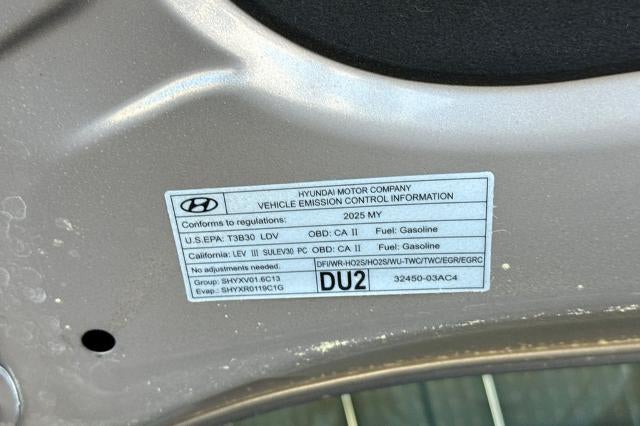 HYUNDAI MOTOR COMPANY
VEHICLE EMISSION CONTROL INFORMATION
Conforms to regulations: 2025 MY
U.S.EPA: T3B30 LDV OBD: CA II Fuel: Gasoline
California: LEV III SULEV30 PC OBD: CA II Fuel: Gasoline
No adjustments needed. DFI/WR-HO2S/HO2S/WU-TWO/TWC/EGR/EGRC
Group: SHYXV01.6C13
Evap.: SHYXR0119C1G
DU2 32450-03AC4